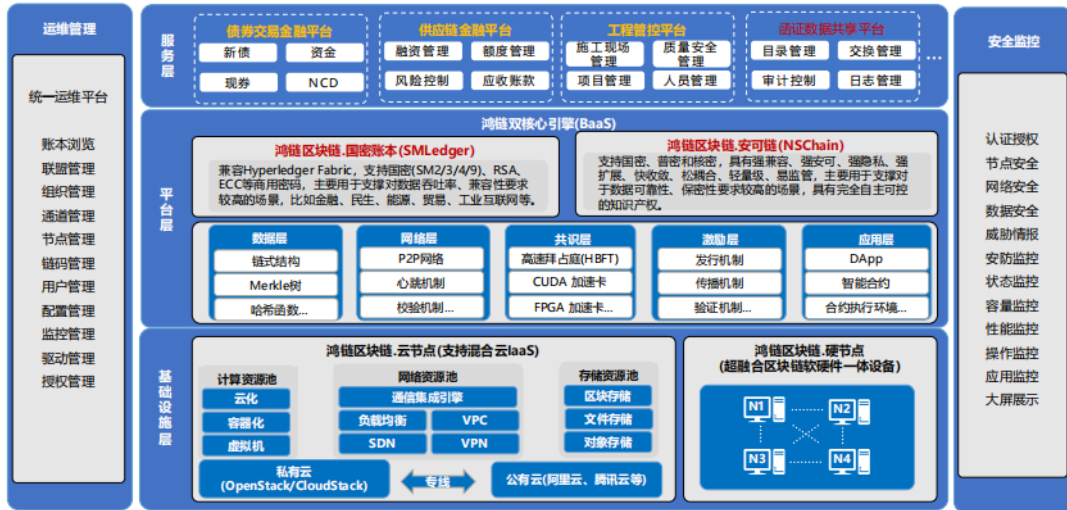 运维管理
统一运维平台
账本浏览
联盟管理
组织管理
通道管理
节点管理
链码管理
用户管理
配置管理
监控管理
驱动管理
授权管理
服务层
债券交易金融平台
新债
资金
现券
NCD
供应链金融平台
融资管理
额度管理
风险控制
应收账款
工程管控平台
施工现场
管理
质量安全
管理
项目管理
人员管理
函证数据共享平台
目录管理
交换管理
审计控制
日志管理
...
平台层
鸿链双核心引擎(BaaS)
鸿链区块链.国密账本(SMLedger)
兼容Hyperledger Fabric，支持国密(SM2/3/4/9)、RSA、
ECC等商用密码，主要用于支撑对数据吞吐率、兼容性要求
较高的场景，比如金融、民生、能源、贸易、工业互联网等。
鸿链区块链.安可链(NSChain)
支持国密、普密和核密，具有强兼容、强安可、强隐私、强
扩展、快收敛、松耦合、轻量级、易监管，主要用于支撑对
于数据可靠性、保密性要求较高的场景，具有完全自主可控
的知识产权。
数据层
链式结构
Merkle树
哈希函数...
网络层
P2P网络
心跳机制
校验机制...
共识层
高速拜占庭(HBFT)
CUDA 加速卡
FPGA 加速卡...
激励层
发行机制
传播机制
验证机制...
应用层
DApp
智能合约
合约执行环境...
基础设施层
鸿链区块链.云节点(支持混合云IaaS)
计算资源池
云化
容器化
虚拟机
网络资源池
通信集成引擎
负载均衡
VPC
SDN
VPN
存储资源池
区块存储
文件存储
对象存储
私有云
(OpenStack/CloudStack)
专线
公有云(阿里云、腾讯云等)
鸿链区块链.硬节点
(超融合区块链软硬件一体设备)
N1
N2
N3
N4
安全监控
认证授权
节点安全
网络安全
数据安全
威胁情报
安防监控
状态监控
容量监控
性能监控
操作监控
应用监控
大屏展示